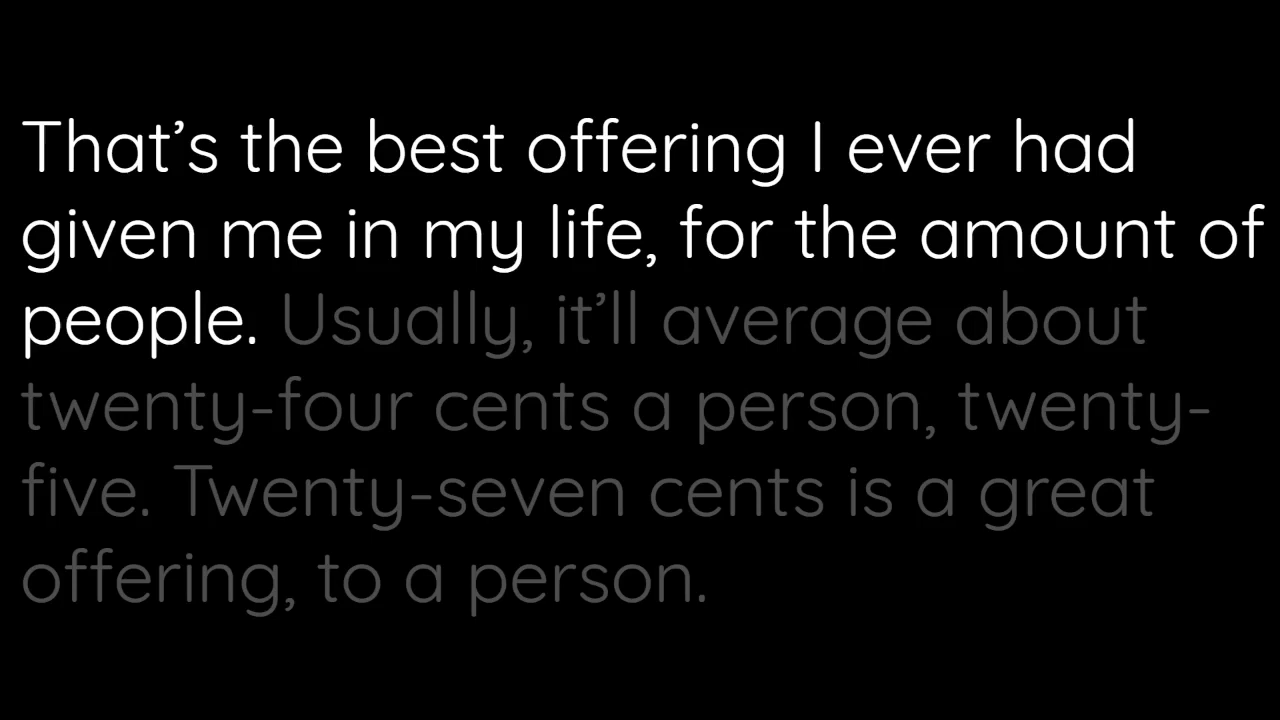 That’s the best offering I ever had
given me in my life, for the amount of
people. Usually, it’ll average about
twenty-four cents a person, twenty-
five. Twenty-seven cents is a great
offering, to a person.